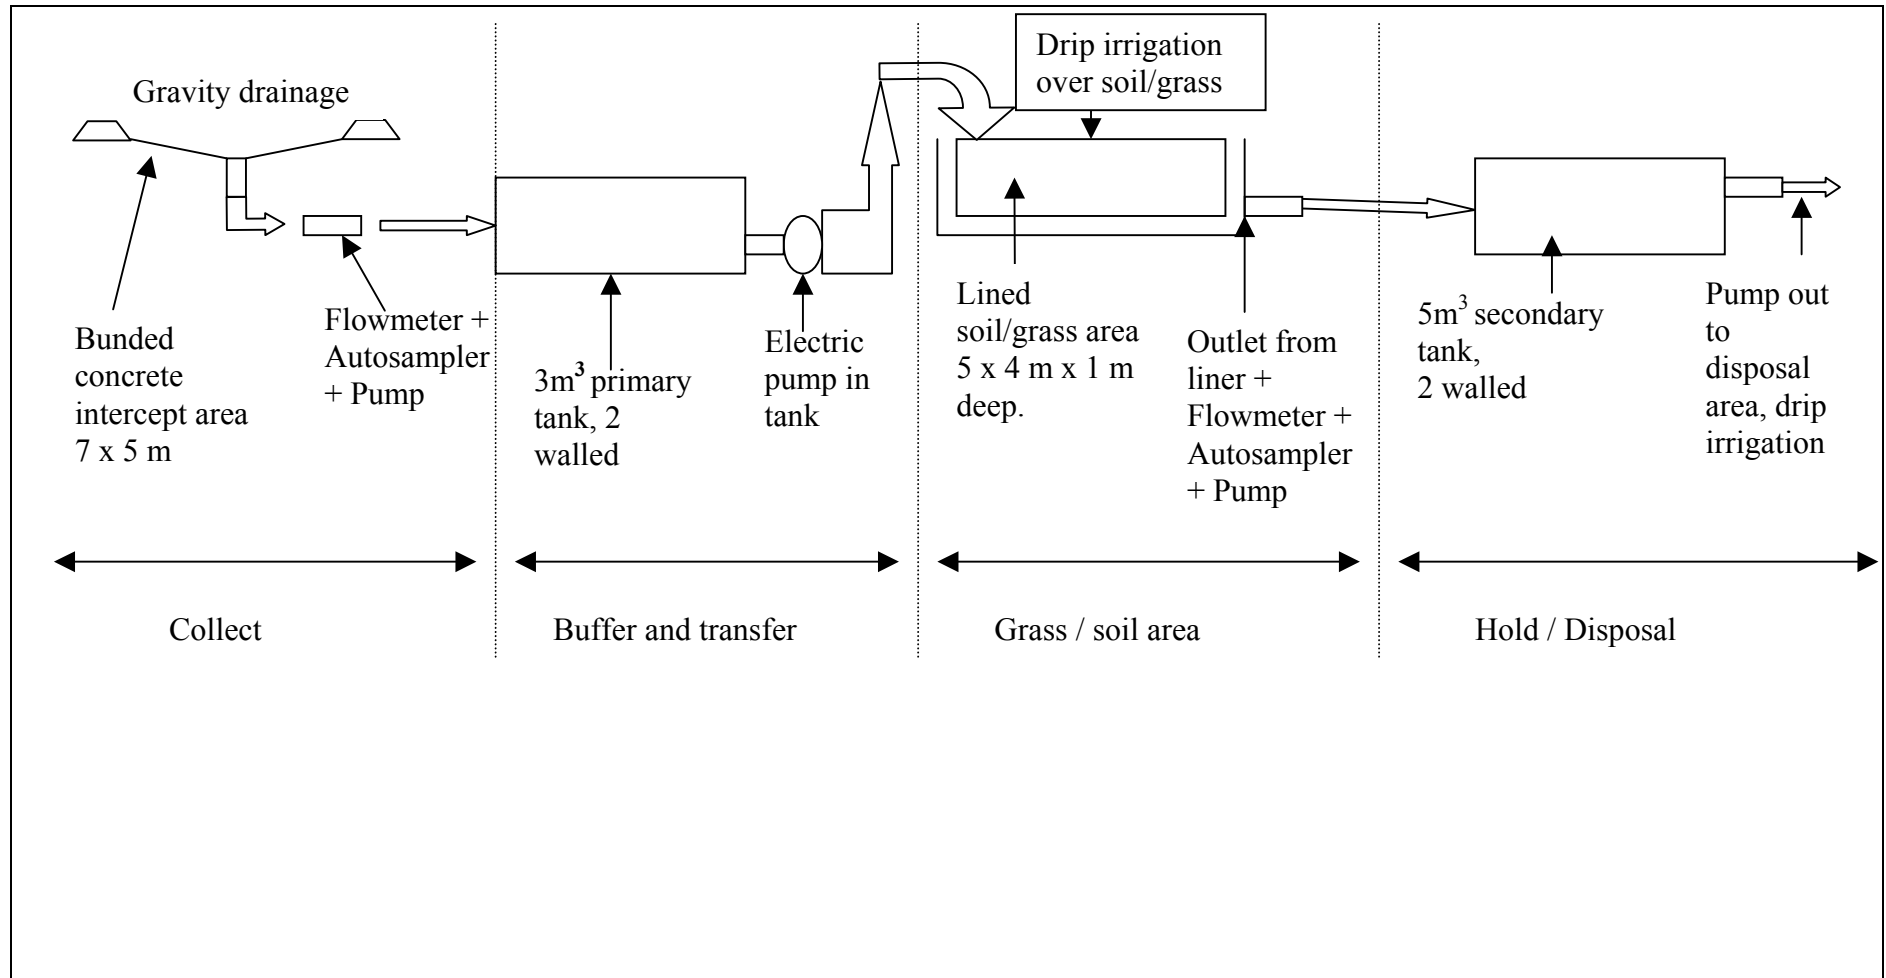 Gravity drainage
Bunded
concrete
intercept area
7 x 5 m
Flowmeter +
Autosampler
+ Pump
3m³ primary
tank, 2
walled
Electric
pump in
tank
Drip irrigation
over soil/grass
Lined
soil/grass area
5 x 4 m x 1 m
deep.
Outlet from
liner +
Flowmeter +
Autosampler
+ Pump
5m³ secondary
tank,
2 walled
Pump out
to
disposal
area, drip
irrigation
Collect
Buffer and transfer
Grass / soil area
Hold / Disposal